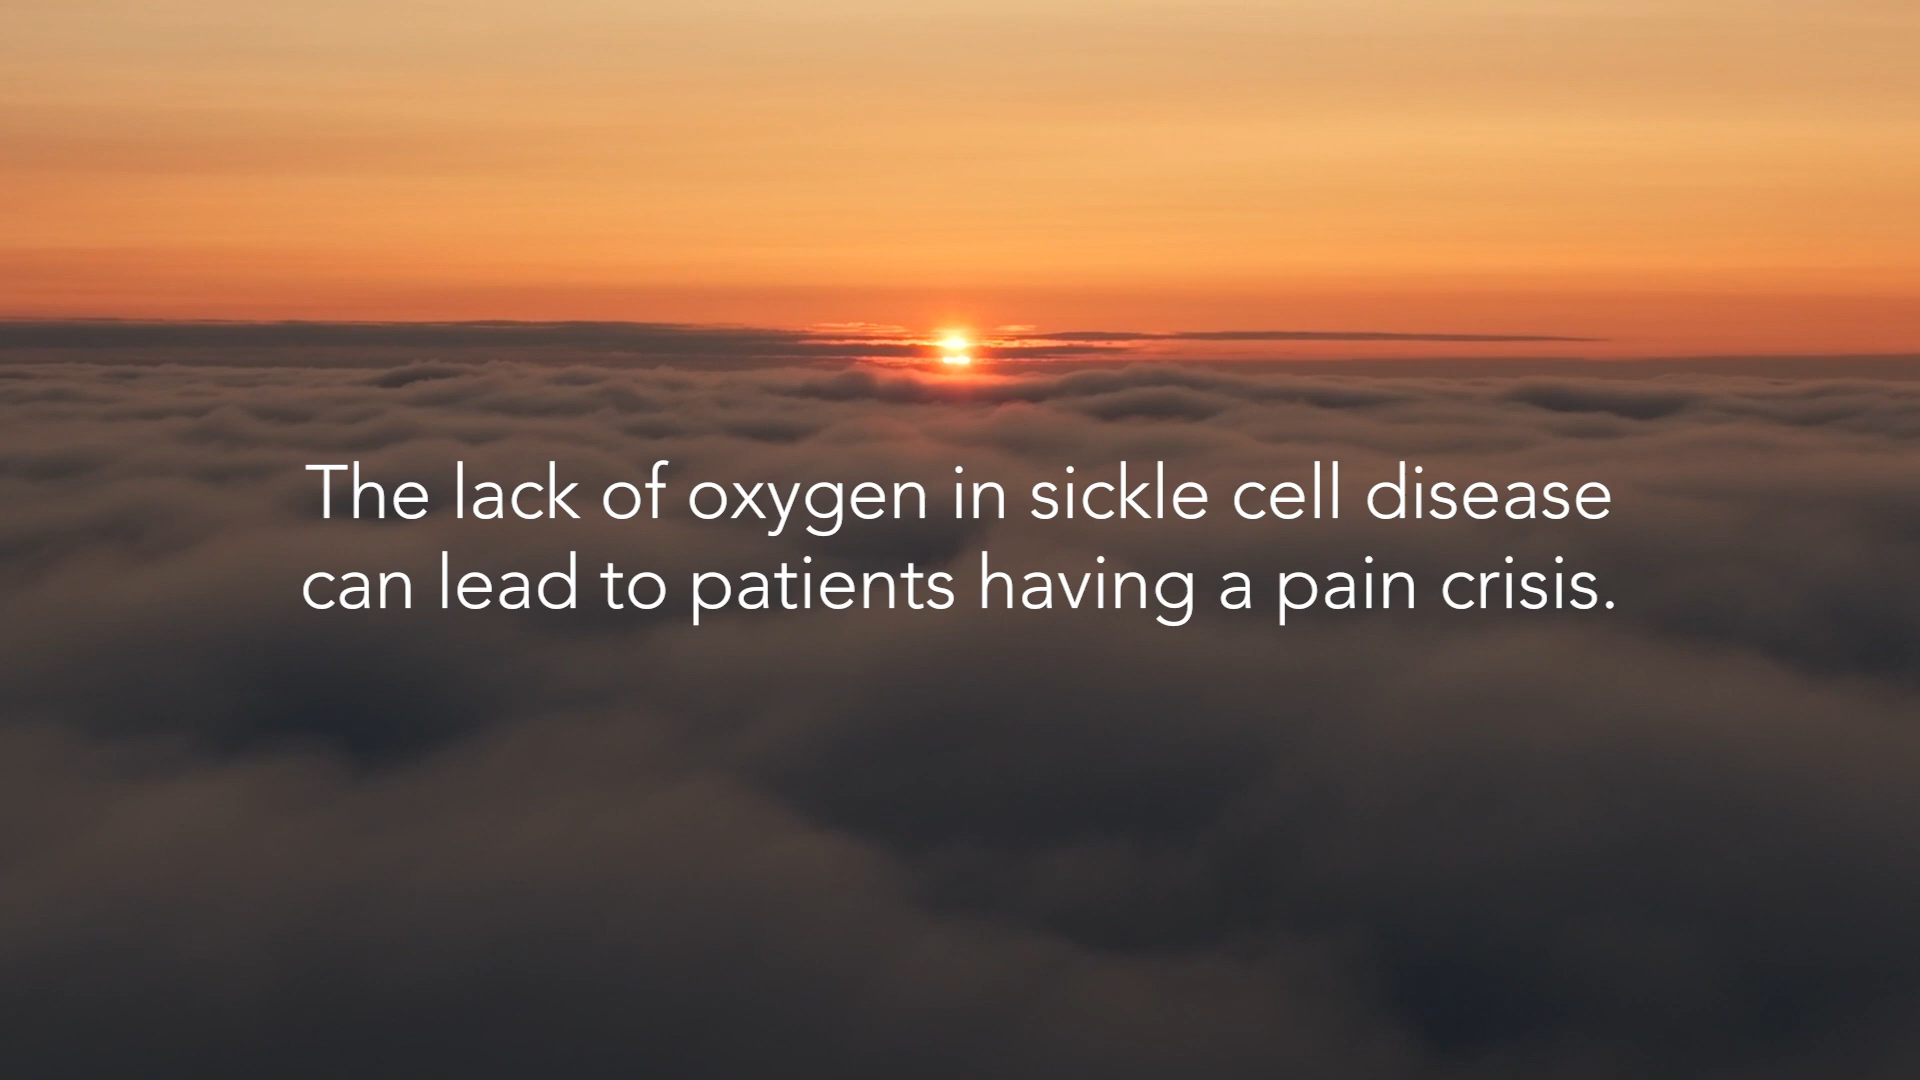 The lack of oxygen in sickle cell disease
can lead to patients having a pain crisis.